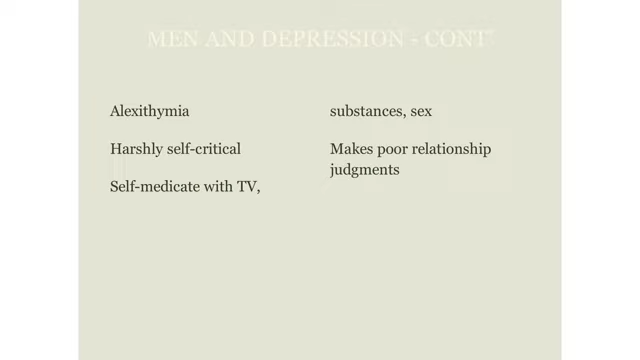 MEN AND DEPRESSION - CONT'
Alexithymia
Harshly self-critical
Self-medicate with TV,
substances, sex
Makes poor relationship
judgments